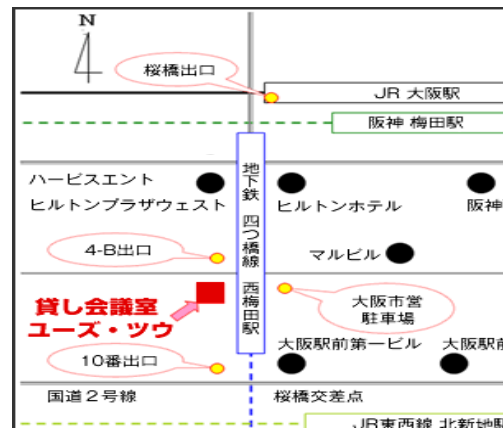 N
桜橋出口
JR 大阪駅
阪神 梅田駅
ハービスエント
ヒルトンプラザウェスト
地下鉄 四つ橋線 西梅田駅
ヒルトンホテル
阪神
4-B出口
マルビル
貸し会議室
ユーズ・ツウ
大阪市営
駐車場
10番出口
大阪駅前第一ビル
大阪駅前
国道2号線
桜橋交差点
JR東西線 北新地駅